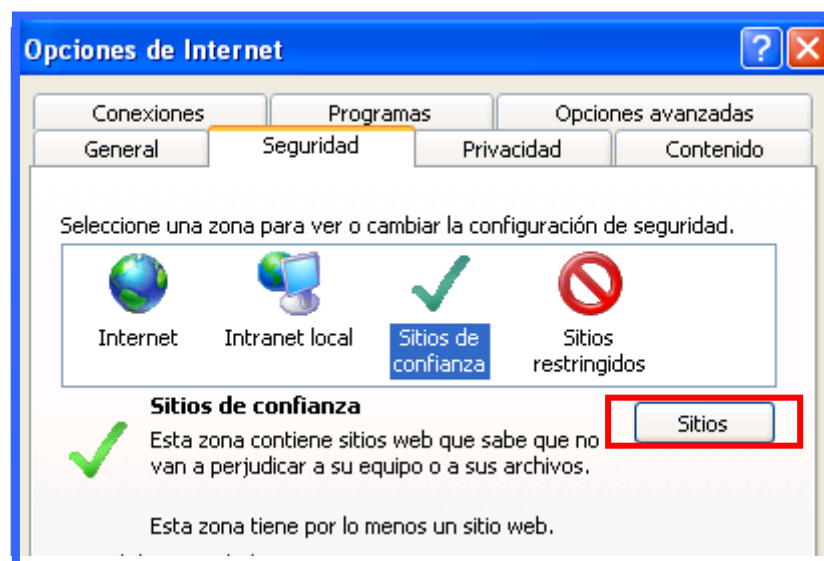 Opciones de Internet
Conexiones Programas Opciones avanzadas
General Seguridad Privacidad Contenido
Seleccione una zona para ver o cambiar la configuración de seguridad.
Internet Intranet local Sitios de confianza Sitios restringidos
Sitios de confianza
Sitios
Esta zona contiene sitios web que sabe que no
van a perjudicar a su equipo o a sus archivos.
Esta zona tiene por lo menos un sitio web.